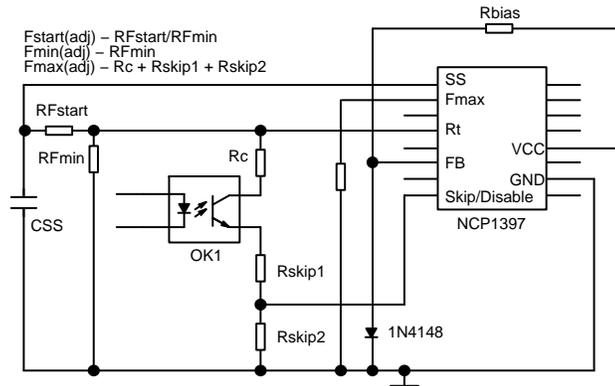 Rbias
Fstart(adj) – RFstart/RFmin
Fmin(adj) – RFmin
Fmax(adj) – Rc + Rskip1 + Rskip2
SS
Fmax
RFstart
Rt
RFmin
Rc
VCC
FB
GND
Skip/Disable
NCP1397
CSS
OK1
Rskip1
Rskip2
1N4148